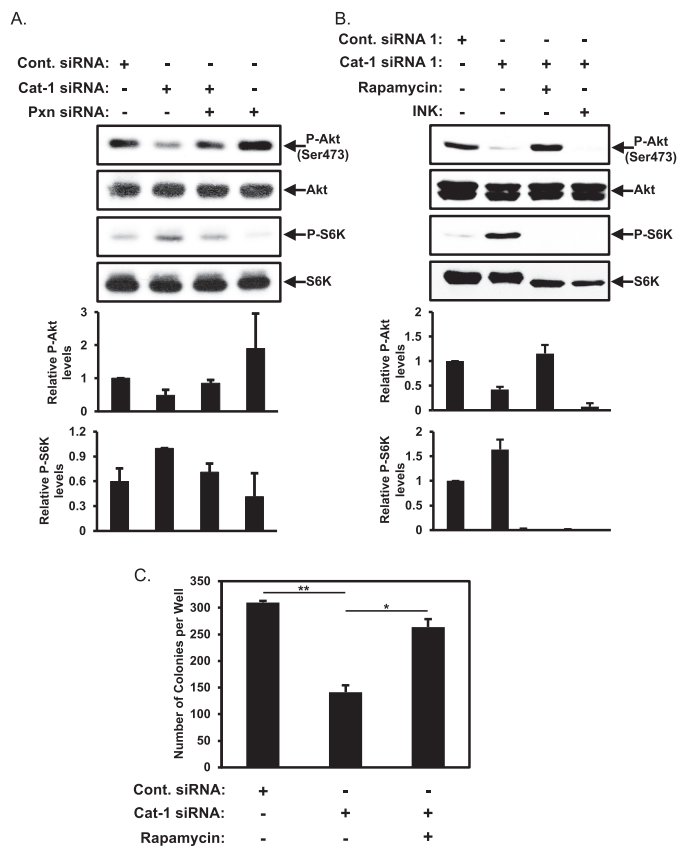 A.
Cont. siRNA: + - - -
Cat-1 siRNA: - + + -
Pxn siRNA: - - + +
P-Akt
(Ser473)
Akt
P-S6K
S6K
Relative P-Akt
levels
3
2
1
0
Relative P-S6K
levels
1.2
0.9
0.6
0.3
0
B.
Cont. siRNA 1: + - - -
Cat-1 siRNA 1: - + + +
Rapamycin: - - + -
INK: - - - +
P-Akt
(Ser473)
Akt
P-S6K
S6K
Relative P-Akt
levels
2
1.5
1
0.5
0
Relative P-S6K
levels
2
1.5
1
0.5
0
C.
Number of Colonies per Well
350
300
250
200
150
100
50
0
**
*
Cont. siRNA: + - -
Cat-1 siRNA: - + +
Rapamycin: - - +